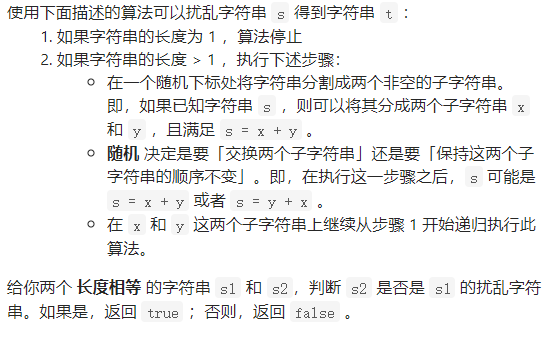 使用下面描述的算法可以扰乱字符串 s 得到字符串 t ：
1. 如果字符串的长度为 1 ，算法停止
2. 如果字符串的长度 > 1 ，执行下述步骤：
在一个随机下标处将字符串分割成两个非空的子字符串。
即，如果已知字符串 s ，则可以将其分成两个子字符串 x
和 y ，且满足 s = x + y 。
随机 决定是要「交换两个子字符串」还是要「保持这两个子
字符串的顺序不变」。即，在执行这一步骤之后， s 可能是
s = x + y 或者 s = y + x 。
在 x 和 y 这两个子字符串上继续从步骤 1 开始递归执行此
算法。
给你两个 长度相等 的字符串 s1 和 s2，判断 s2 是否是 s1 的扰乱字符
串。如果是，返回 true ；否则，返回 false 。